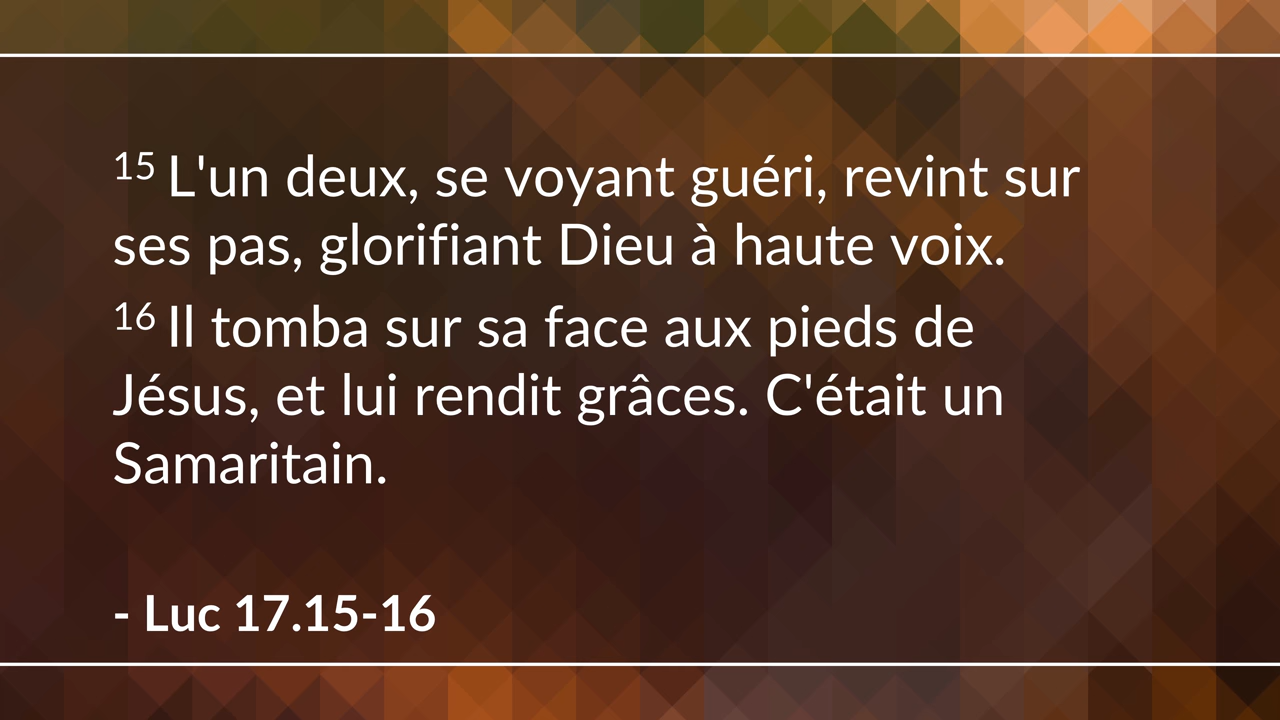 15 L'un deux, se voyant guéri, revint sur
ses pas, glorifiant Dieu à haute voix.
16 Il tomba sur sa face aux pieds de
Jésus, et lui rendit grâces. C'était un
Samaritain.
- Luc 17.15-16